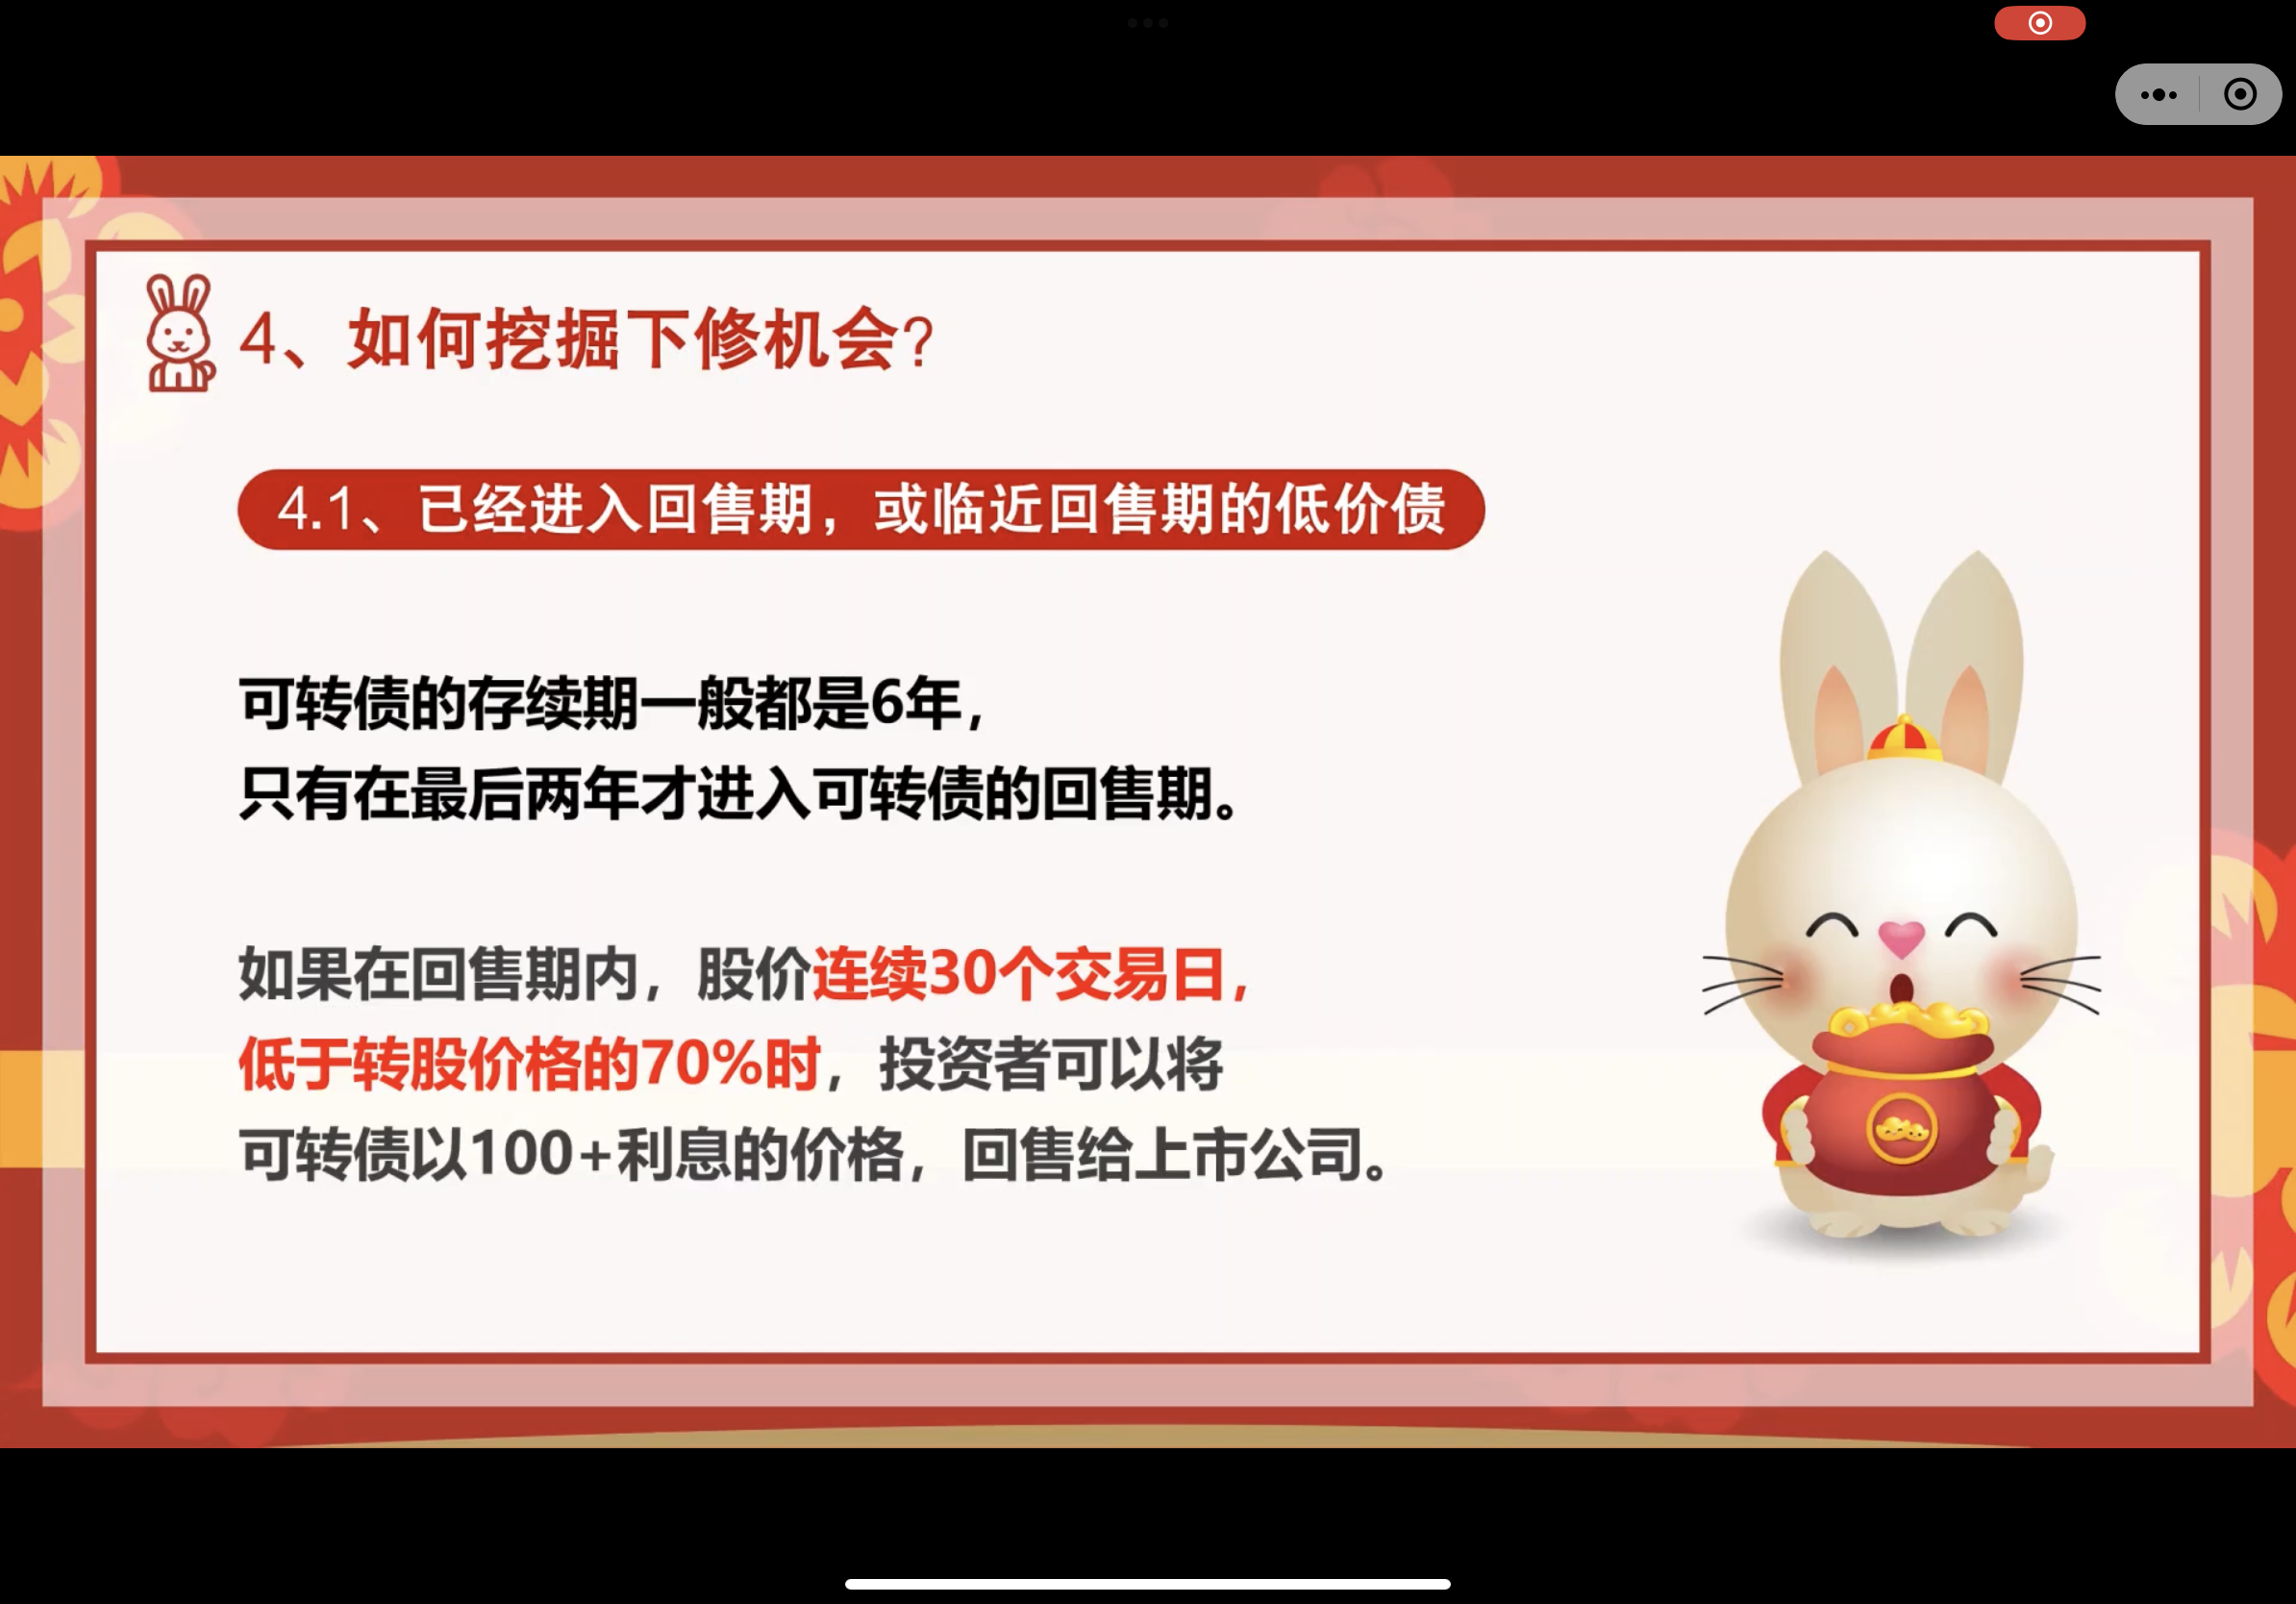 4、如何挖掘下修机会?
4.1、已经进入回售期，或临近回售期的低价债
可转债的存续期一般都是6年，
只有在最后两年才进入可转债的回售期。
如果在回售期内，股价连续30个交易日，
低于转股价格的70%时，投资者可以将
可转债以100+利息的价格，回售给上市公司。